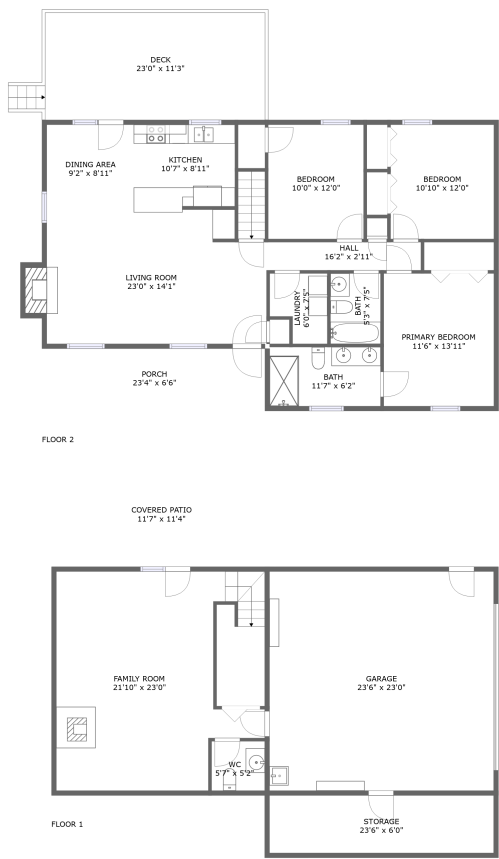 DECK
23'0" x 11'3"
DINING AREA
9'2" x 8'11"
KITCHEN
10'7" x 8'11"
BEDROOM
10'0" x 12'0"
BEDROOM
10'10" x 12'0"
HALL
16'2" x 2'11"
LIVING ROOM
23'0" x 14'1"
LAUNDRY
6'0" x 7'5"
BATH
5'3" x 7'5"
PRIMARY BEDROOM
11'6" x 13'11"
PORCH
23'4" x 6'6"
BATH
11'7" x 6'2"
FLOOR 2
COVERED PATIO
11'7" x 11'4"
FAMILY ROOM
21'10" x 23'0"
GARAGE
23'6" x 23'0"
WC
5'7" x 5'2"
STORAGE
23'6" x 6'0"
FLOOR 1